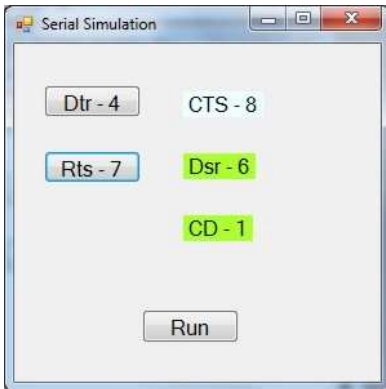 Serial Simulation
Dtr - 4
CTS - 8
Rts - 7
Dsr - 6
CD - 1
Run